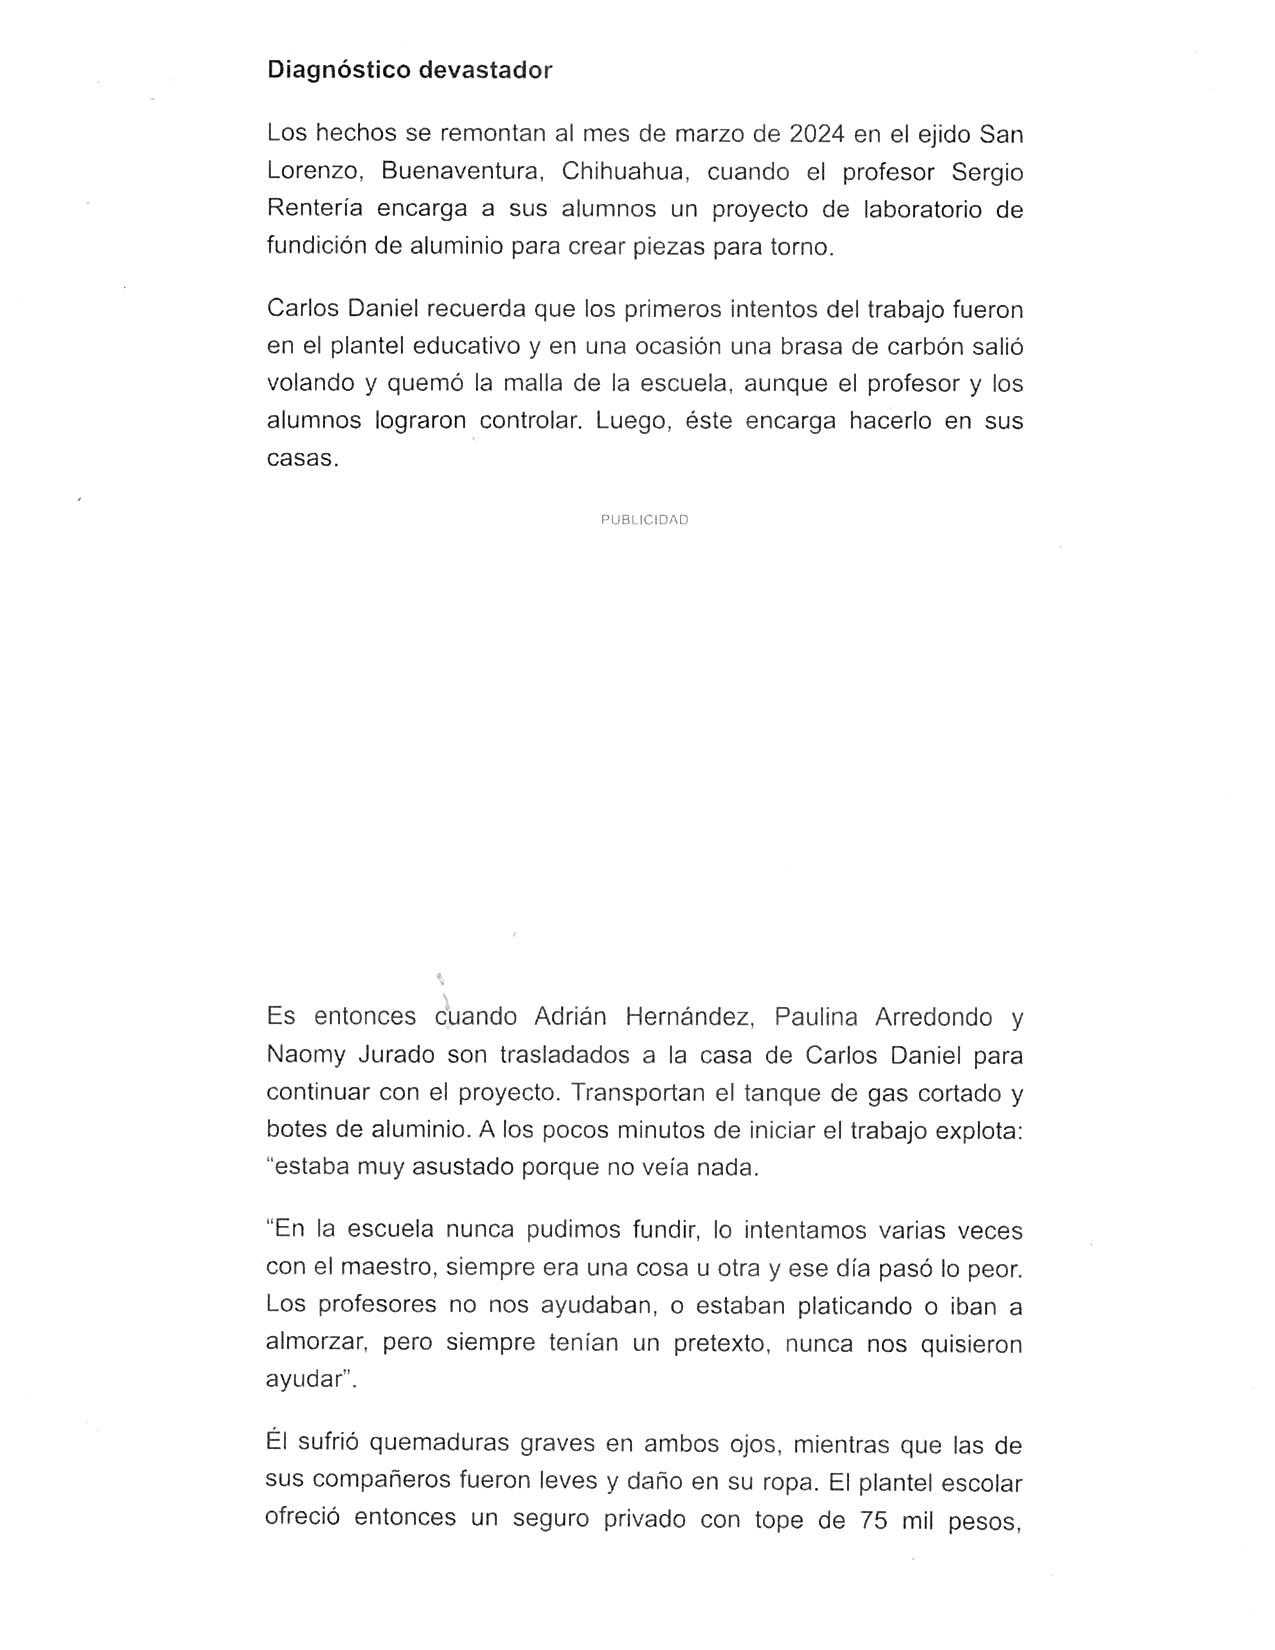 Diagnóstico devastador
Los hechos se remontan al mes de marzo de 2024 en el ejido San
Lorenzo, Buenaventura, Chihuahua, cuando el profesor Sergio
Rentería encarga a sus alumnos un proyecto de laboratorio de
fundición de aluminio para crear piezas para torno.
Carlos Daniel recuerda que los primeros intentos del trabajo fueron
en el plantel educativo y en una ocasión una brasa de carbón salió
volando y quemó la malla de la escuela, aunque el profesor y los
alumnos lograron controlar. Luego, éste encarga hacerlo en sus
casas.
PUBLICIDAD
Es entonces cuando Adrián Hernández, Paulina Arredondo y
Naomy Jurado son trasladados a la casa de Carlos Daniel para
continuar con el proyecto. Transportan el tanque de gas cortado y
botes de aluminio. A los pocos minutos de iniciar el trabajo explota:
“estaba muy asustado porque no veía nada.
“En la escuela nunca pudimos fundir, lo intentamos varias veces
con el maestro, siempre era una cosa u otra y ese día pasó lo peor.
Los profesores no nos ayudaban, o estaban platicando o iban a
almorzar, pero siempre tenían un pretexto, nunca nos quisieron
ayudar”.
Él sufrió quemaduras graves en ambos ojos, mientras que las de
sus compañeros fueron leves y daño en su ropa. El plantel escolar
ofreció entonces un seguro privado con tope de 75 mil pesos,